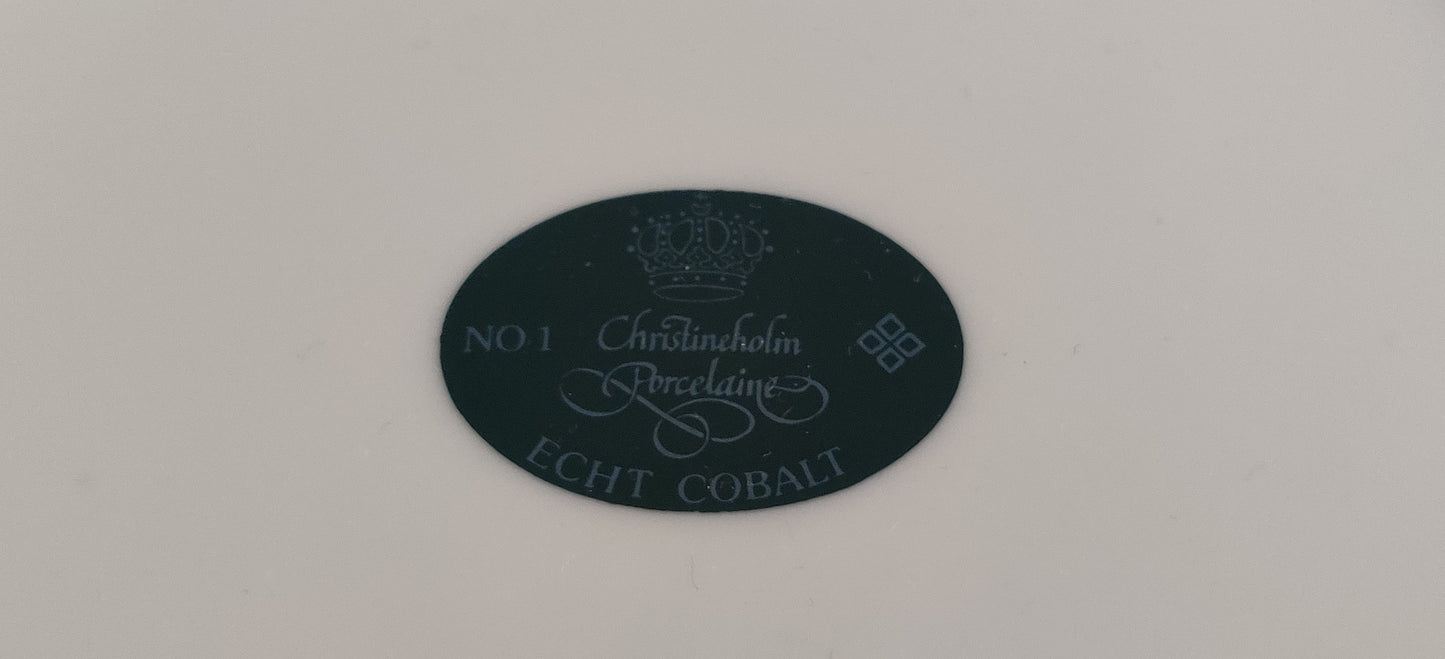 NO 1
Christineholm
Porcelaine
ECHT COBALT